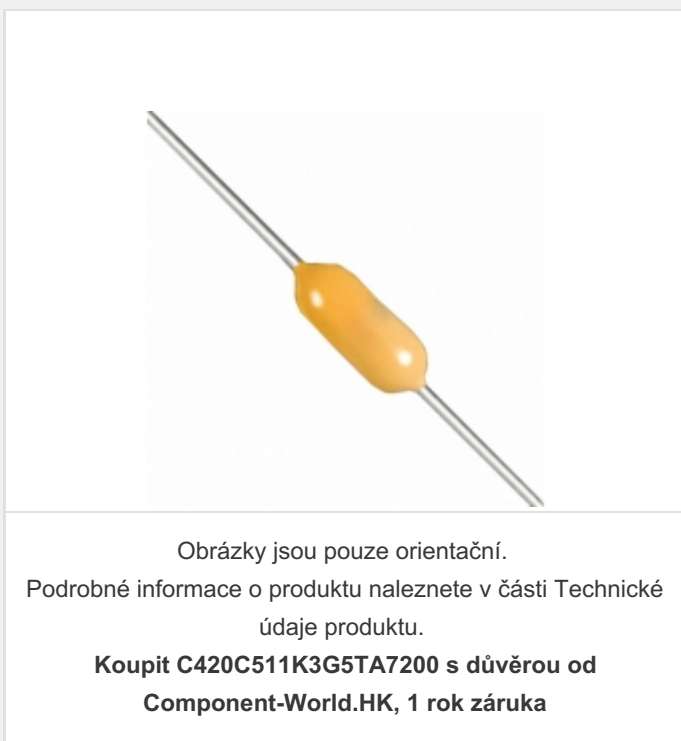 Obrázky jsou pouze orientační.
Podrobné informace o produktu naleznete v části Technické
údaje produktu.
Koupit C420C511K3G5TA7200 s důvěrou od
Component-World.HK, 1 rok záruka